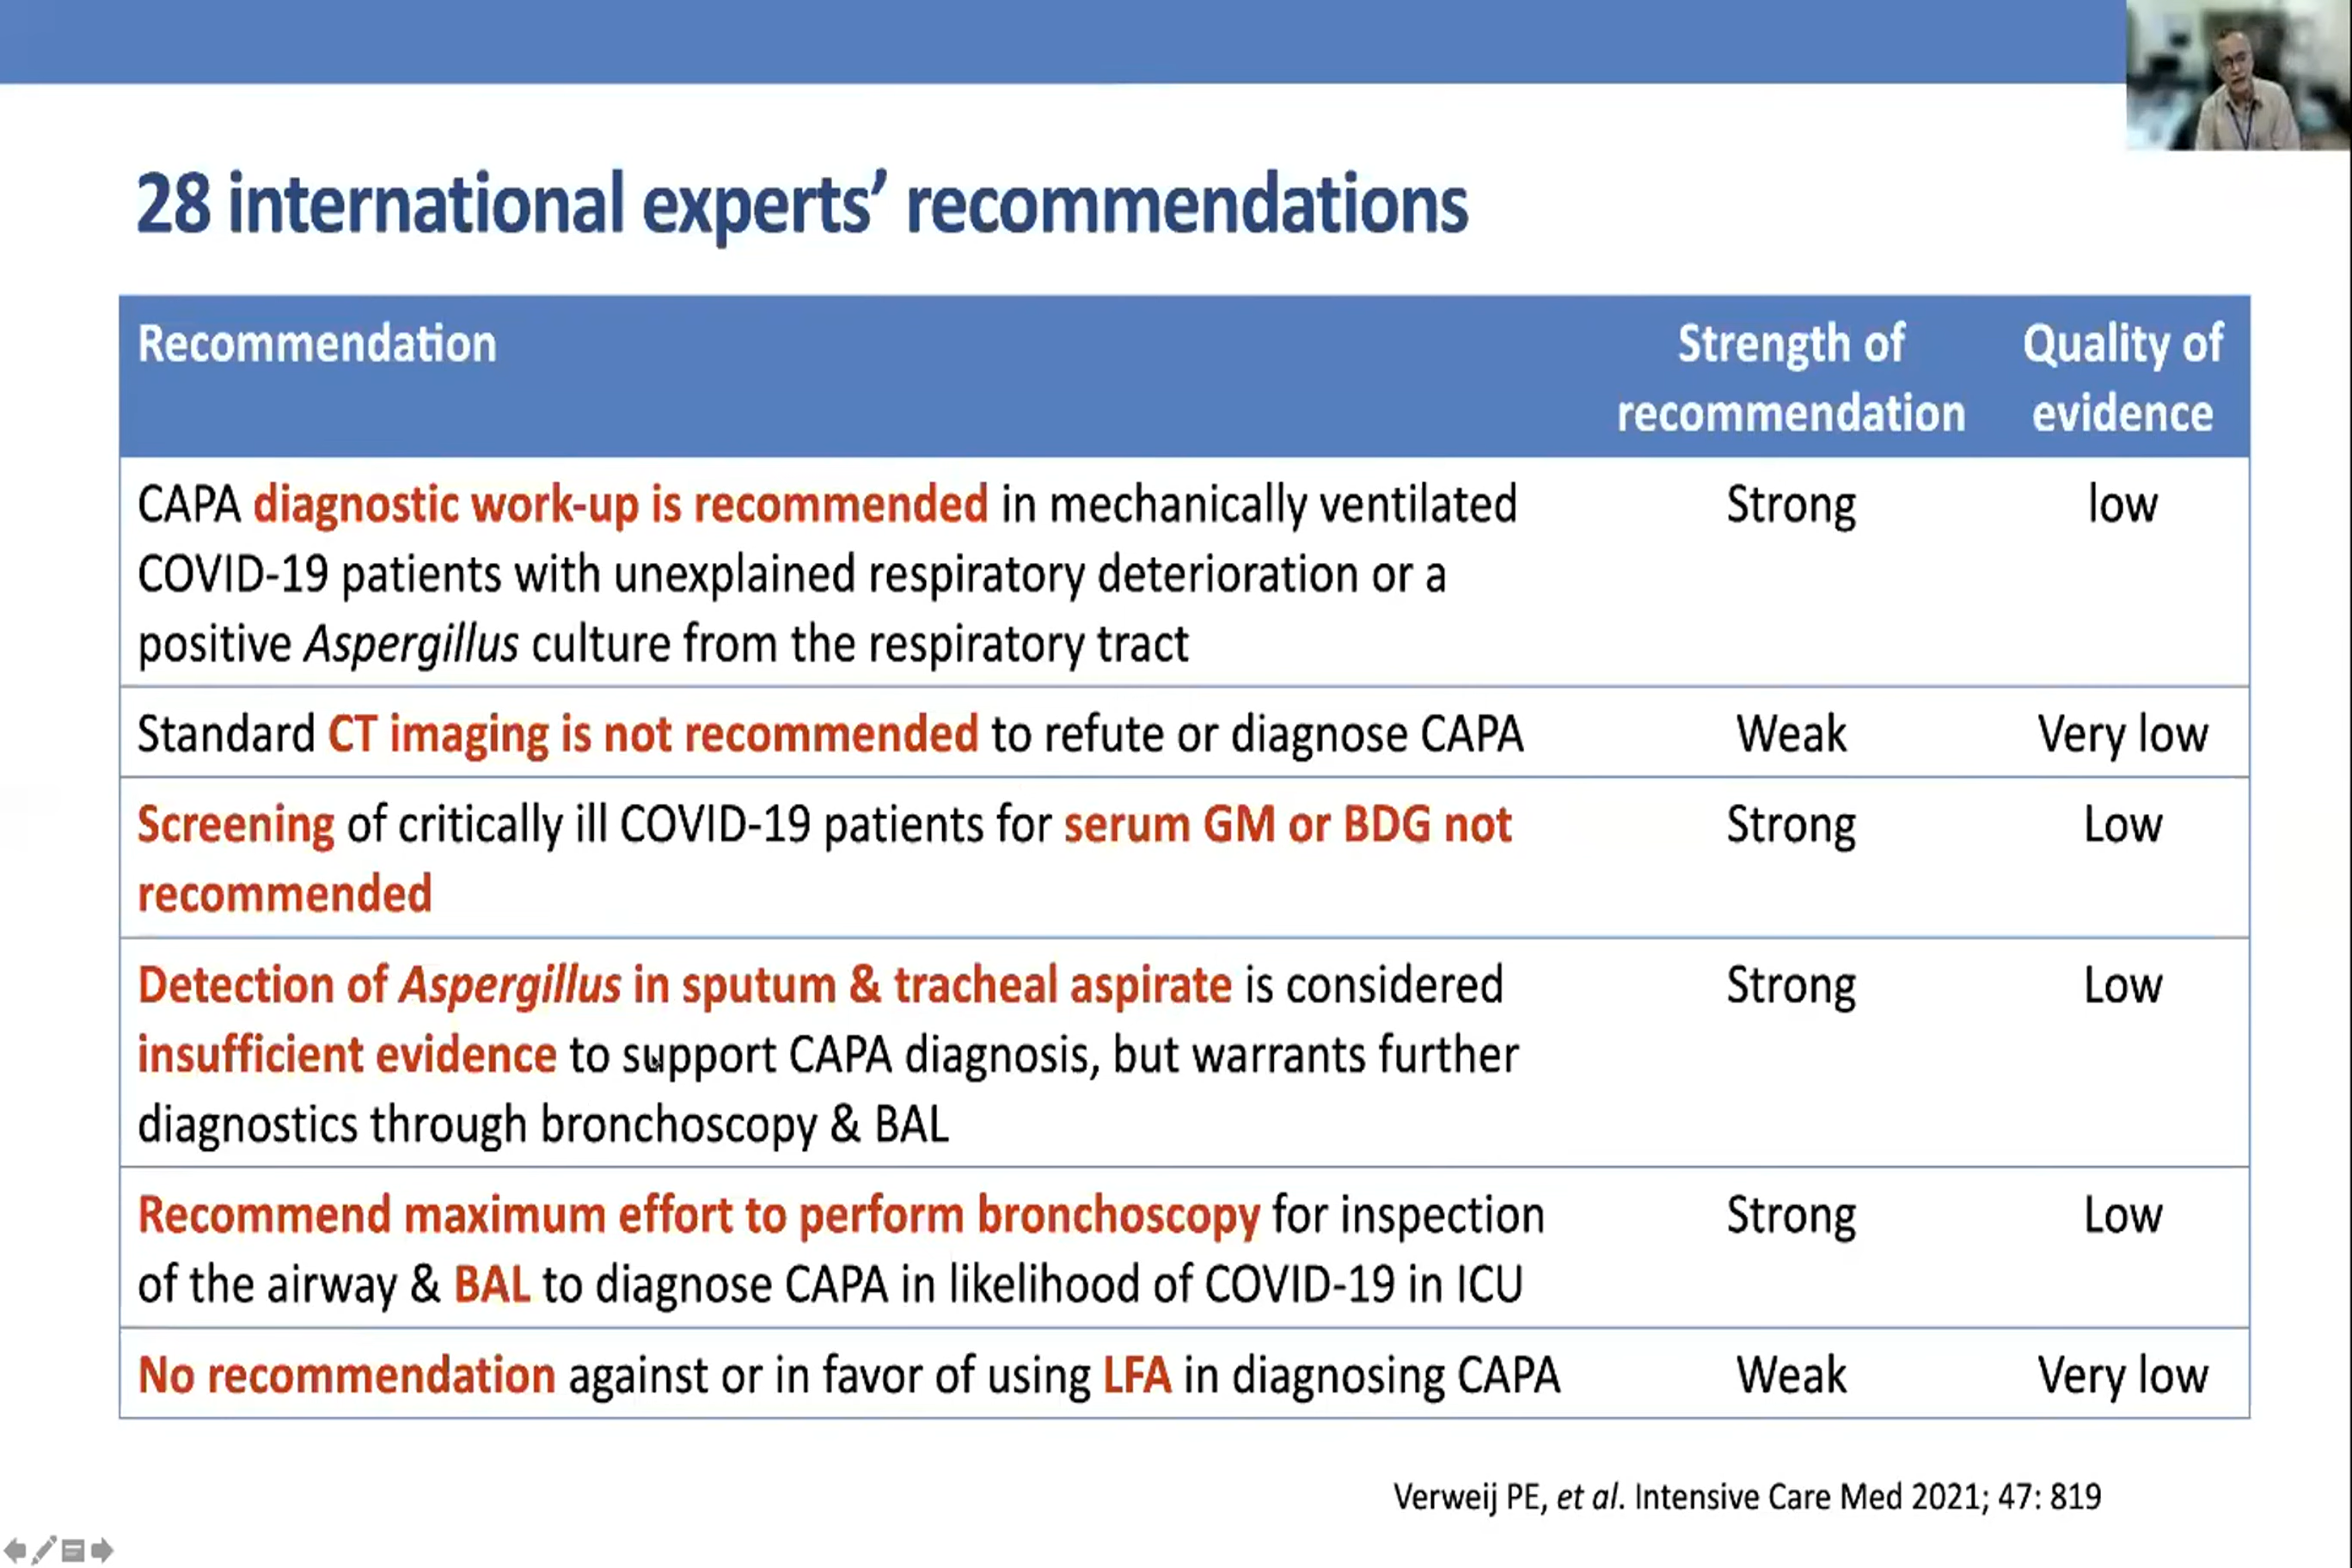 28 international experts’ recommendations
Recommendation
Strength of
recommendation
Quality of
evidence
CAPA diagnostic work-up is recommended in mechanically ventilated
COVID-19 patients with unexplained respiratory deterioration or a
positive Aspergillus culture from the respiratory tract
Strong
low
Standard CT imaging is not recommended to refute or diagnose CAPA
Weak
Very low
Screening of critically ill COVID-19 patients for serum GM or BDG not
recommended
Strong
Low
Detection of Aspergillus in sputum & tracheal aspirate is considered
insufficient evidence to support CAPA diagnosis, but warrants further
diagnostics through bronchoscopy & BAL
Strong
Low
Recommend maximum effort to perform bronchoscopy for inspection
of the airway & BAL to diagnose CAPA in likelihood of COVID-19 in ICU
Strong
Low
No recommendation against or in favor of using LFA in diagnosing CAPA
Weak
Very low
Verweij PE, et al. Intensive Care Med 2021; 47: 819